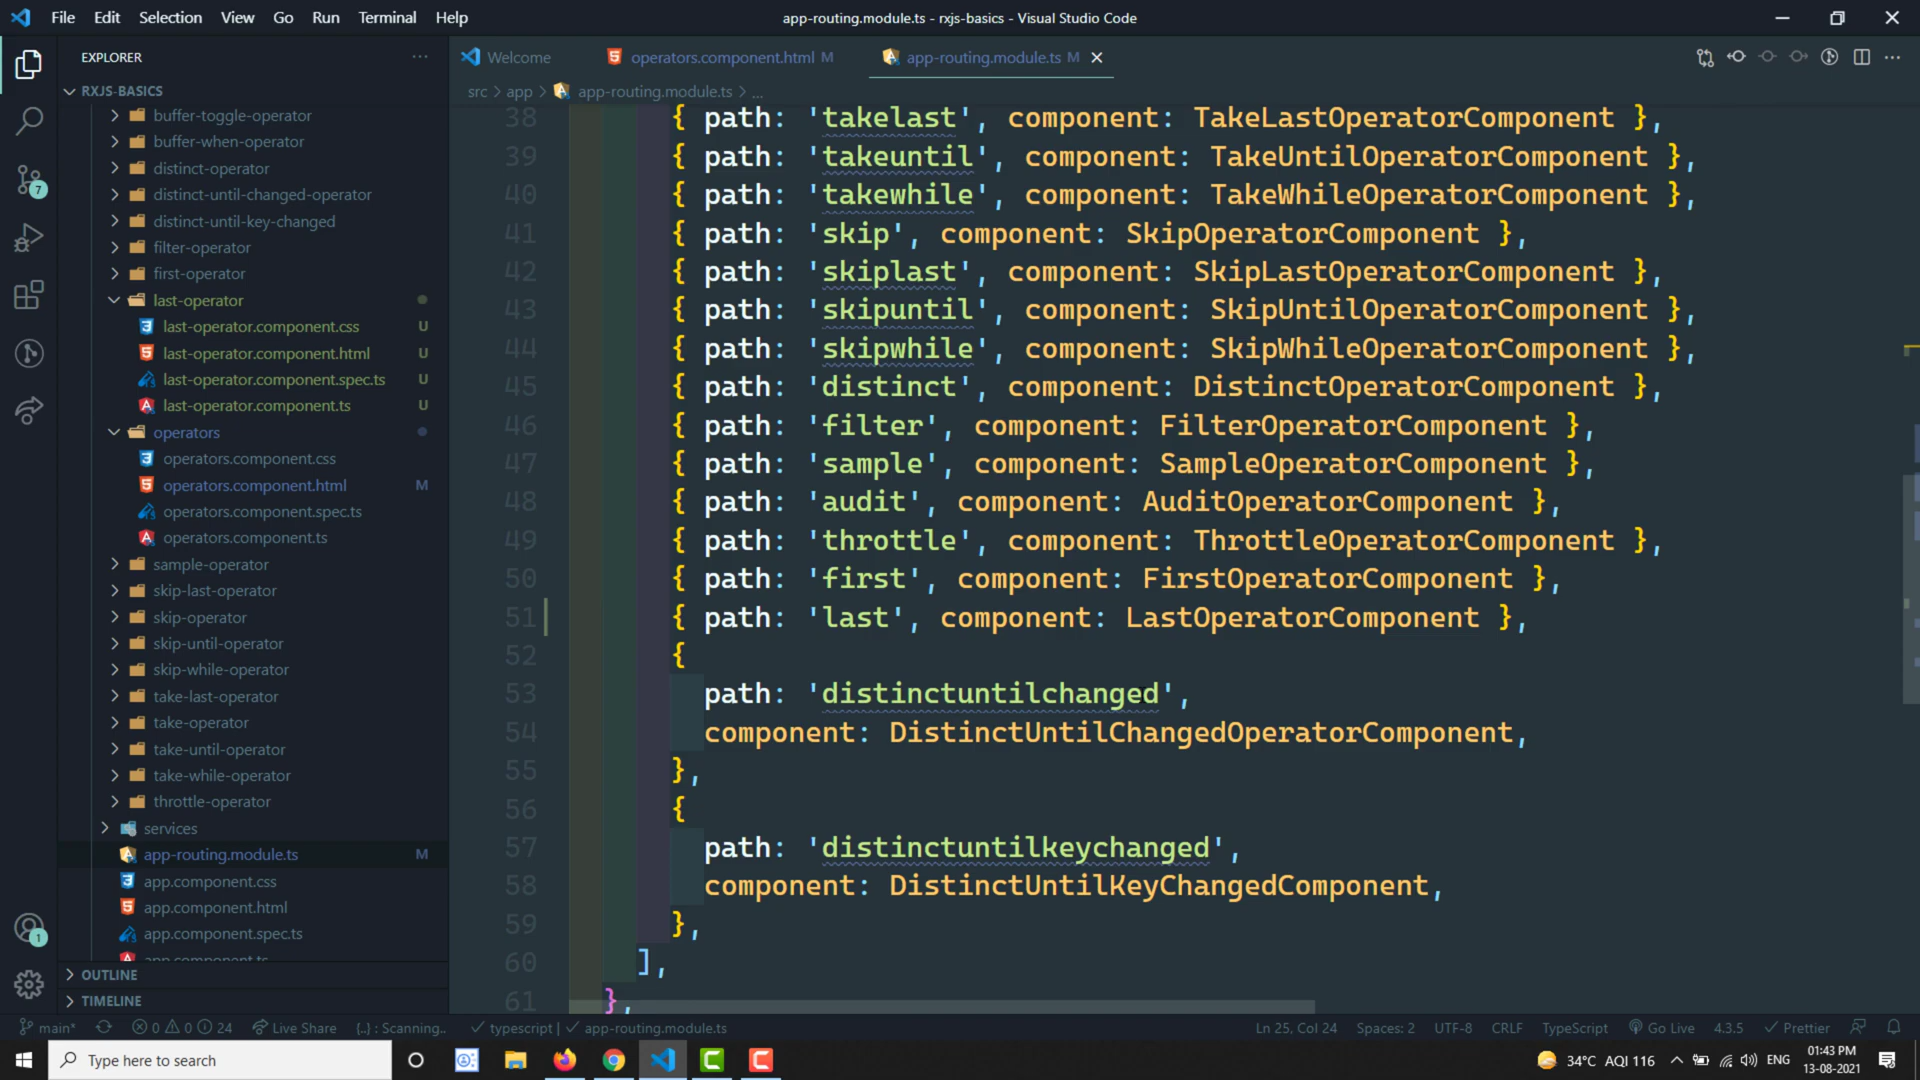 File Edit Selection View Go Run Terminal Help
app-routing.module.ts - rxjs-basics - Visual Studio Code
EXPLORER
RXJS-BASICS
buffer-toggle-operator
buffer-when-operator
distinct-operator
distinct-until-changed-operator
distinct-until-key-changed
filter-operator
first-operator
last-operator
last-operator.component.css U
last-operator.component.html U
last-operator.component.spec.ts U
last-operator.component.ts U
operators
operators.component.css
operators.component.html M
operators.component.spec.ts
operators.component.ts
sample-operator
skip-last-operator
skip-operator
skip-until-operator
skip-while-operator
take-last-operator
take-operator
take-until-operator
take-while-operator
throttle-operator
services
app-routing.module.ts M
app.component.css
app.component.html
app.component.spec.ts
app.component.ts
OUTLINE
TIMELINE
7
1
Welcome operators.component.html M app-routing.module.ts M
src > app > app-routing.module.ts > ...
38 { path: 'takelast', component: TakeLastOperatorComponent },
39 { path: 'takeuntil', component: TakeUntilOperatorComponent },
40 { path: 'takewhile', component: TakeWhileOperatorComponent },
41 { path: 'skip', component: SkipOperatorComponent },
42 { path: 'skiplast', component: SkipLastOperatorComponent },
43 { path: 'skipuntil', component: SkipUntilOperatorComponent },
44 { path: 'skipwhile', component: SkipWhileOperatorComponent },
45 { path: 'distinct', component: DistinctOperatorComponent },
46 { path: 'filter', component: FilterOperatorComponent },
47 { path: 'sample', component: SampleOperatorComponent },
48 { path: 'audit', component: AuditOperatorComponent },
49 { path: 'throttle', component: ThrottleOperatorComponent },
50 { path: 'first', component: FirstOperatorComponent },
51 { path: 'last', component: LastOperatorComponent },
52 {
53 path: 'distinctuntilchanged',
54 component: DistinctUntilChangedOperatorComponent,
55 },
56 {
57 path: 'distinctuntilkeychanged',
58 component: DistinctUntilKeyChangedComponent,
59 },
60 ],
61 },
main* 0 0 24 Live Share {..} : Scanning.. typescript | app-routing.module.ts Ln 25, Col 24 Spaces: 2 UTF-8 CRLF TypeScript Go Live 4.3.5 Prettier
Type here to search
34°C AQI 116 ENG
01:43 PM
13-08-2021